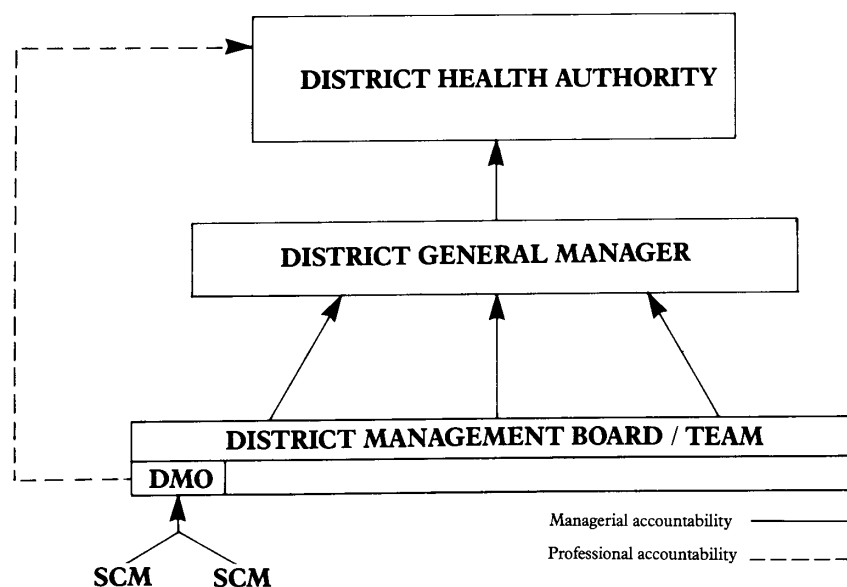 DISTRICT HEALTH AUTHORITY
DISTRICT GENERAL MANAGER
DISTRICT MANAGEMENT BOARD / TEAM
DMO
SCM SCM
Managerial accountability
Professional accountability